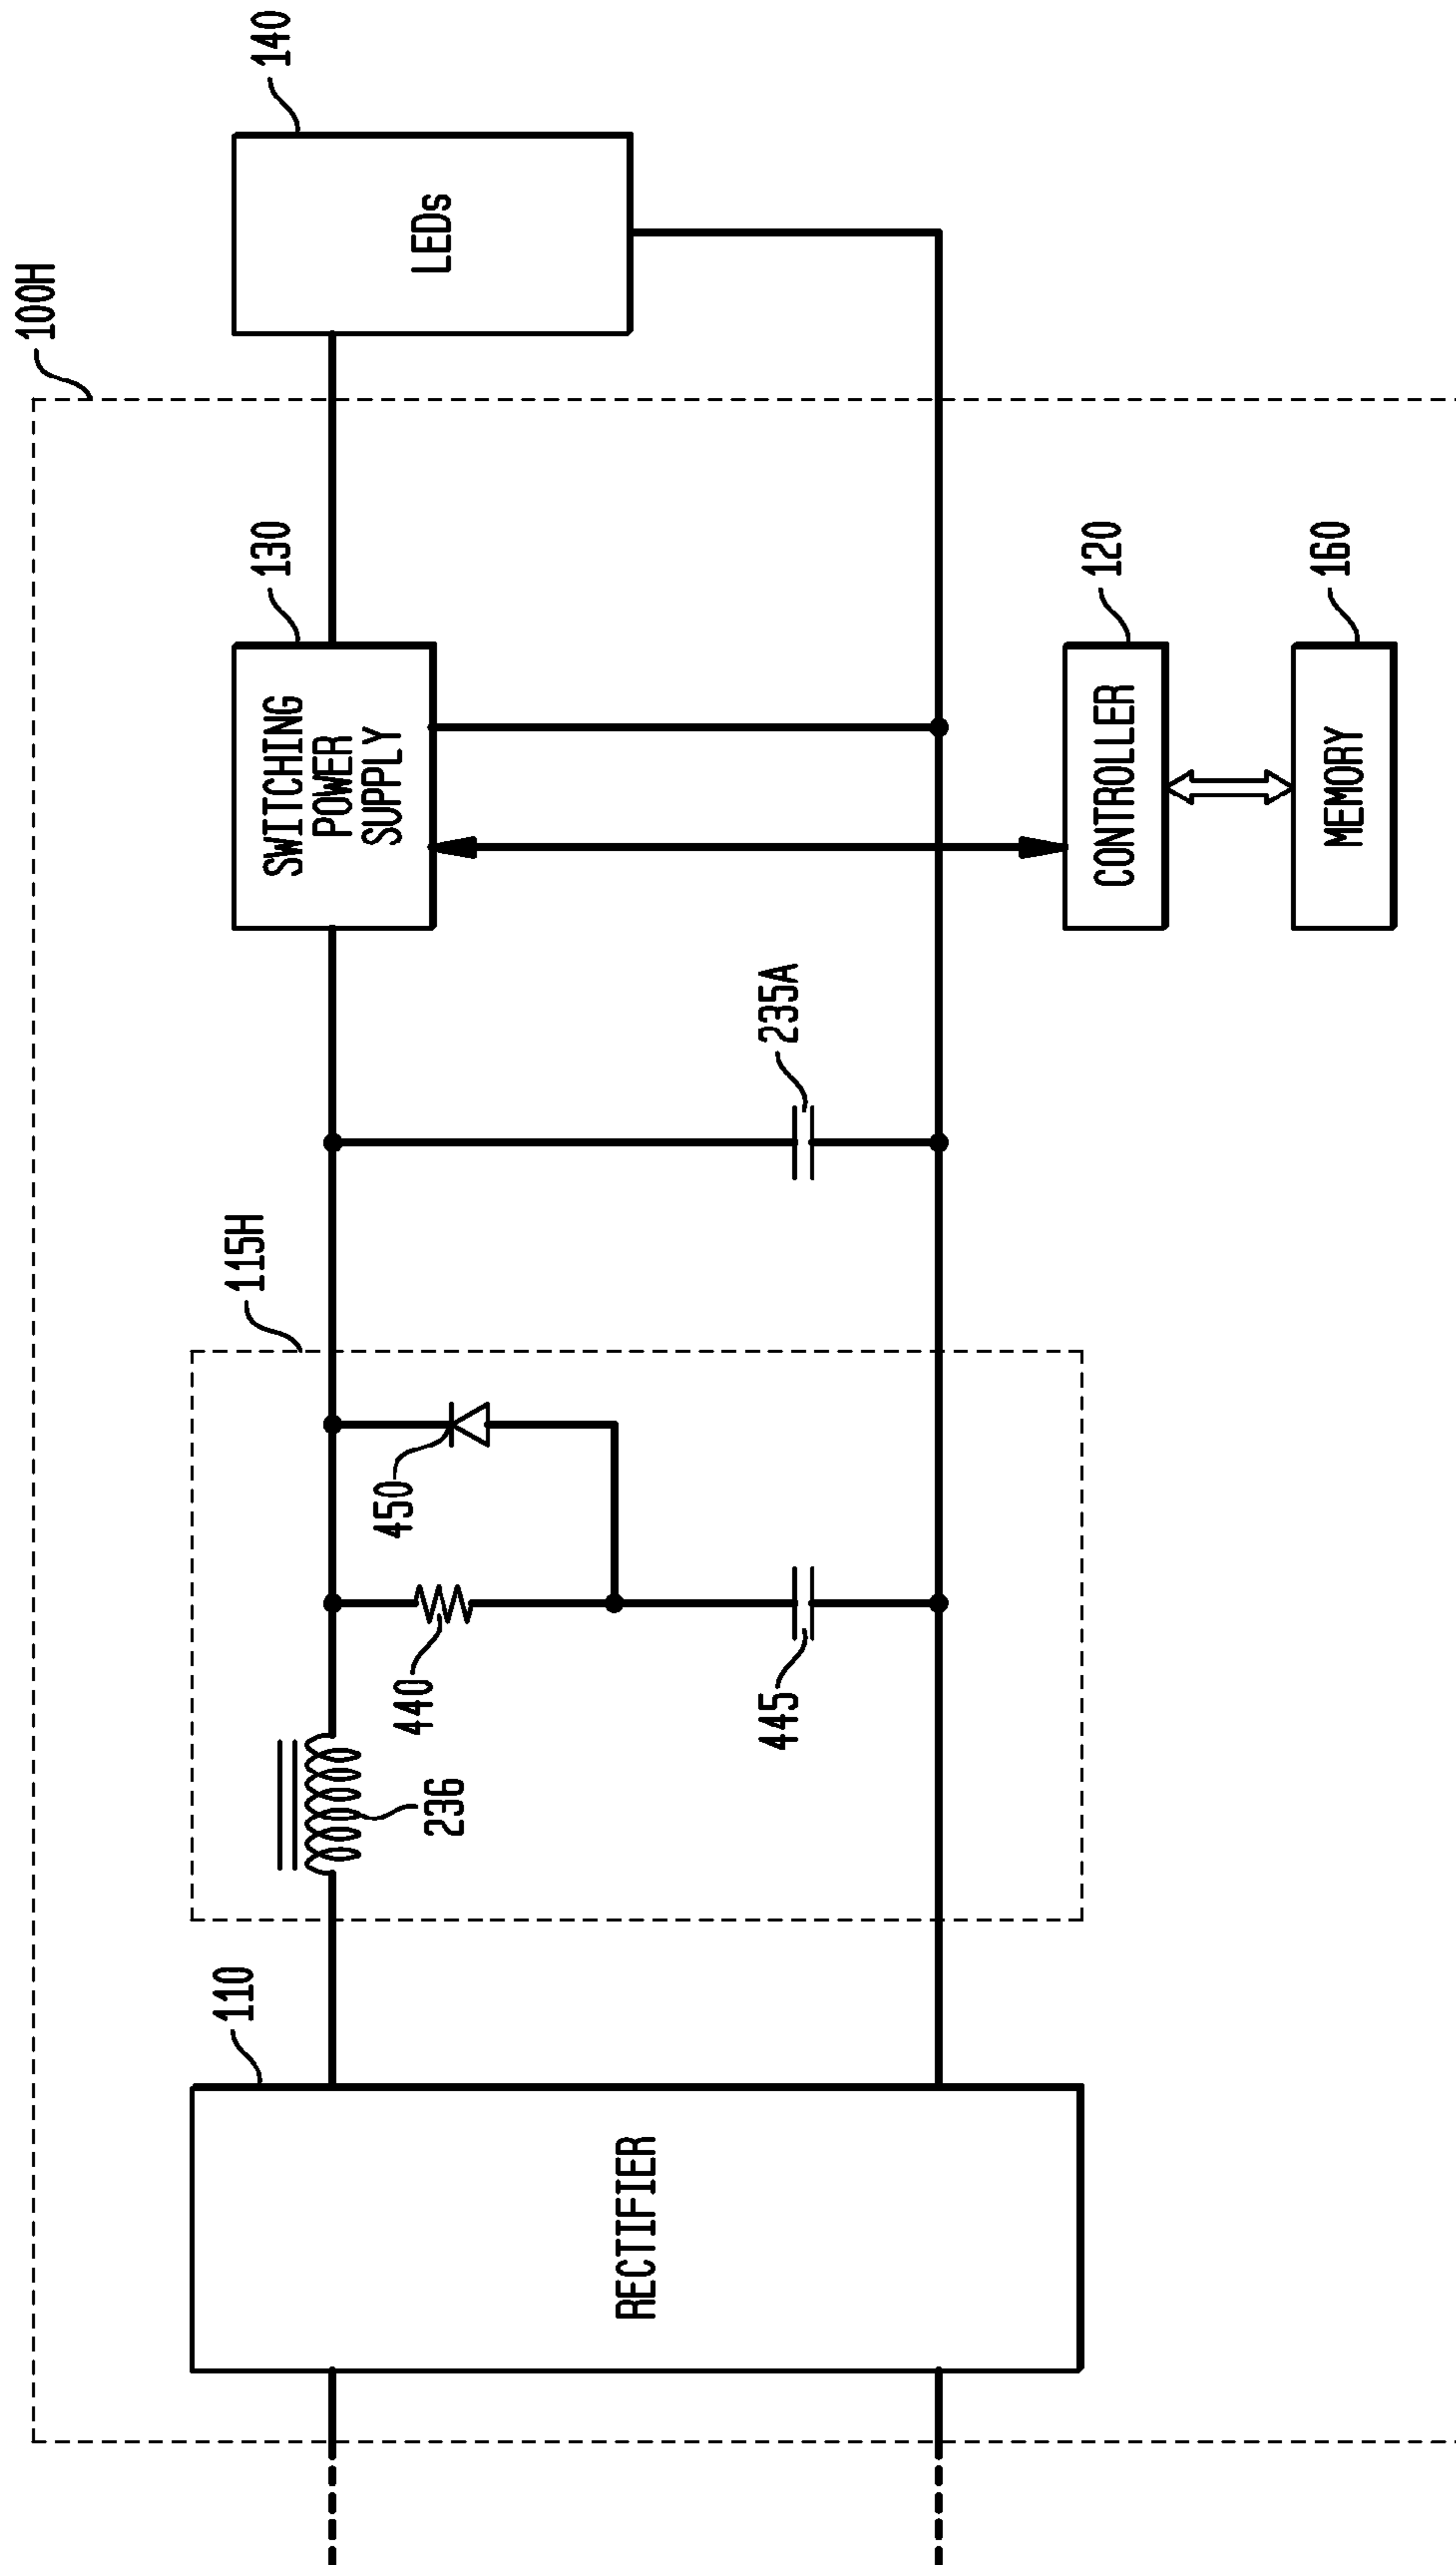 100H
140
LEDs
130
SWITCHING
POWER
SUPPLY
120
CONTROLLER
160
MEMORY
235A
115H
450
440
445
236
110
RECTIFIER